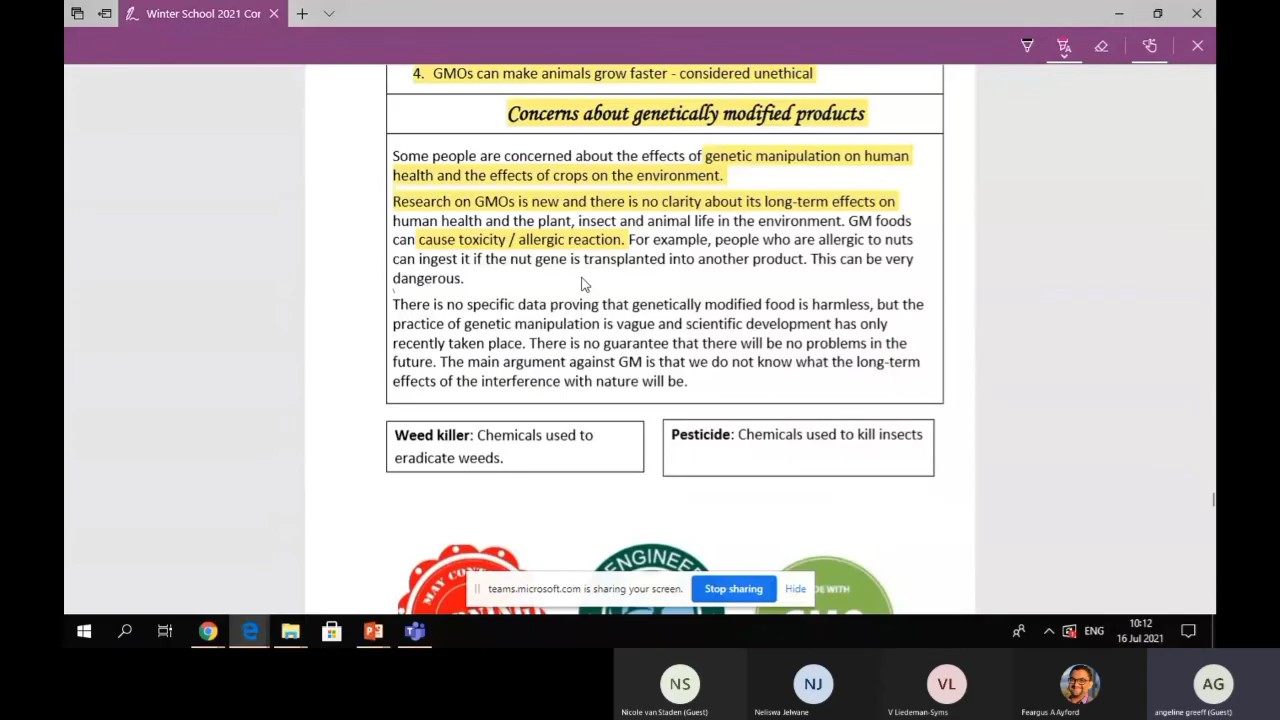 Winter School 2021 Cor
4. GMOs can make animals grow faster - considered unethical
Concerns about genetically modified products
Some people are concerned about the effects of genetic manipulation on human
health and the effects of crops on the environment.
Research on GMOs is new and there is no clarity about its long-term effects on
human health and the plant, insect and animal life in the environment. GM foods
can cause toxicity / allergic reaction. For example, people who are allergic to nuts
can ingest it if the nut gene is transplanted into another product. This can be very
dangerous.
There is no specific data proving that genetically modified food is harmless, but the
practice of genetic manipulation is vague and scientific development has only
recently taken place. There is no guarantee that there will be no problems in the
future. The main argument against GM is that we do not know what the long-term
effects of the interference with nature will be.
Weed killer: Chemicals used to
eradicate weeds.
Pesticide: Chemicals used to kill insects
MAY CON
ENGINEER
DE WITH
teams.microsoft.com is sharing your screen.
Stop sharing
Hide
ENG
10:12
16 Jul 2021
NS
NJ
VL
AG
Nicole van Staden (Guest)
Neliswa Jelwane
V Liedeman-Syms
Feargus A Ayford
angeline greeff (Guest)